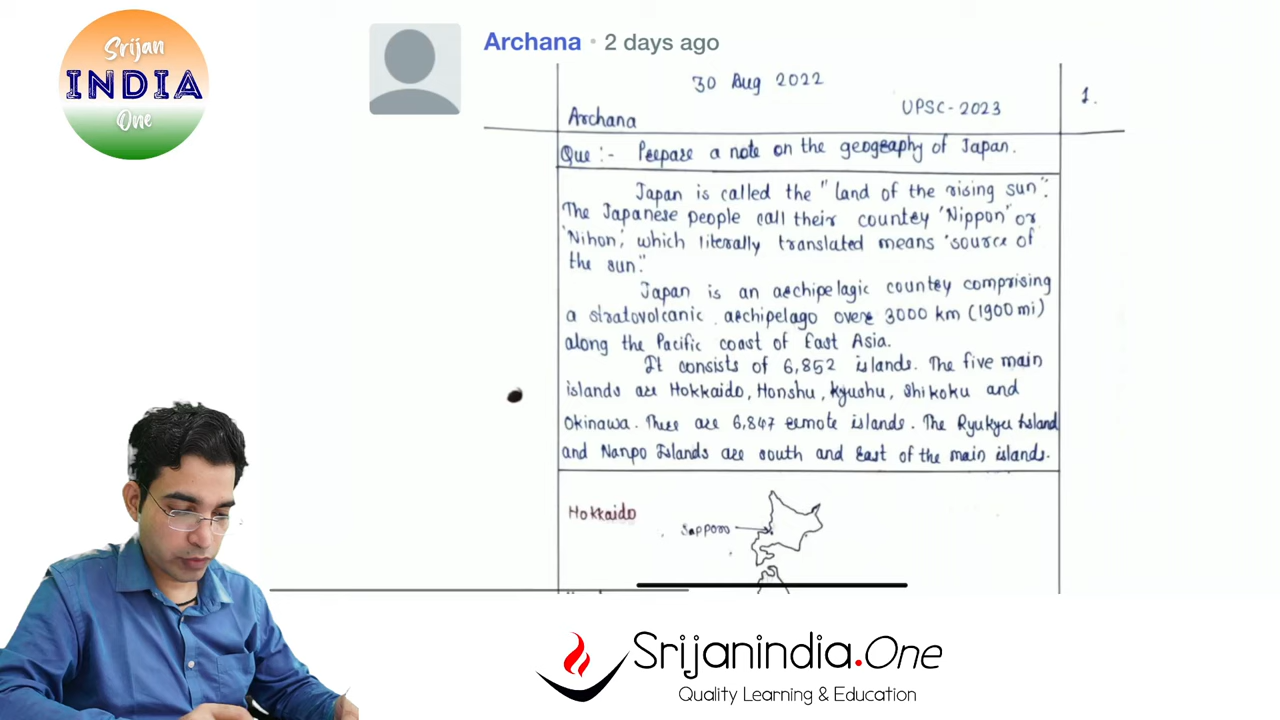 Srijan
INDIA
One
Archana · 2 days ago
30 Aug 2022
1.
Archana
UPSC-2023
Que :- Prepare a note on the geography of Japan.
Japan is called the "land of the rising sun".
The Japanese people call their country 'Nippon' or
'Nihon', which literally translated means "source of
the sun."
Japan is an archipelagic country comprising
a stratovolcanic archipelago over 3000 km (1900 mi)
along the Pacific coast of East Asia.
It consists of 6,852 islands. The five main
islands are Hokkaido, Honshu, Kyushu, Shikoku and
Okinawa. There are 6,847 remote islands. The Ryukyu Island
and Nanpo Islands are south and East of the main islands.
Hokkaido
Sapporo
Srijanindia.One
Quality Learning & Education